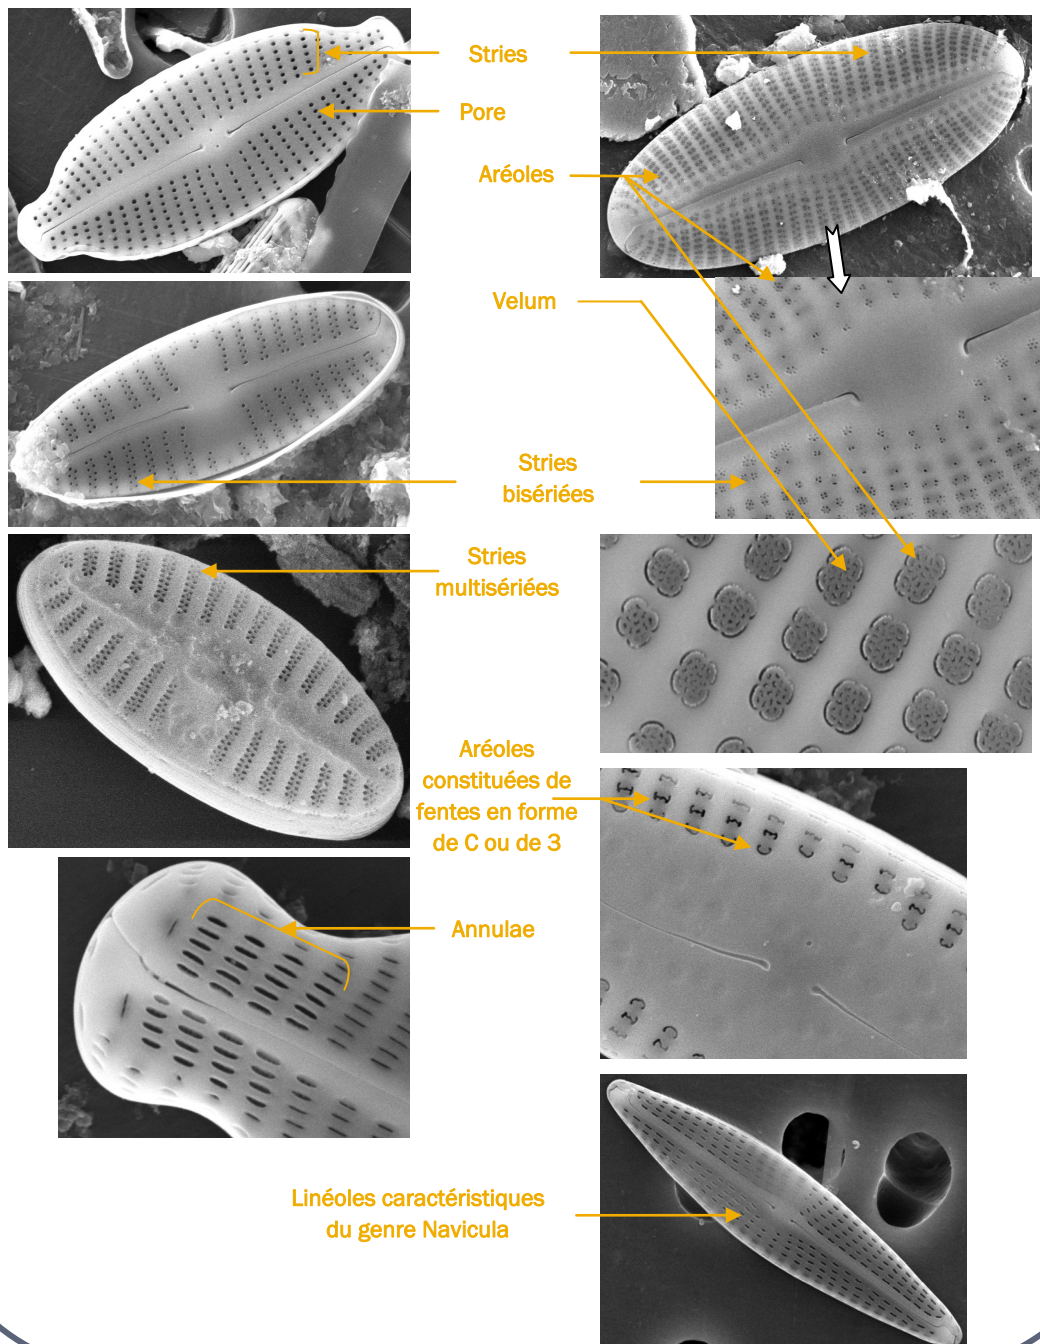 Stries
Pore
Aréoles
Velum
Stries
bisériées
Stries
multisériées
Aréoles
constituées de
fentes en forme
de C ou de 3
Annulae
Linéoles caractéristiques
du genre Navicula